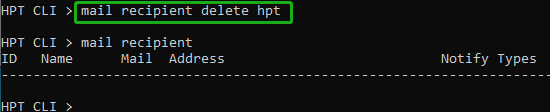 HPT CLI > mail recipient delete hpt
HPT CLI > mail recipient
ID Name Mail Address Notify Types
--------------------------------------------------------------------
HPT CLI >